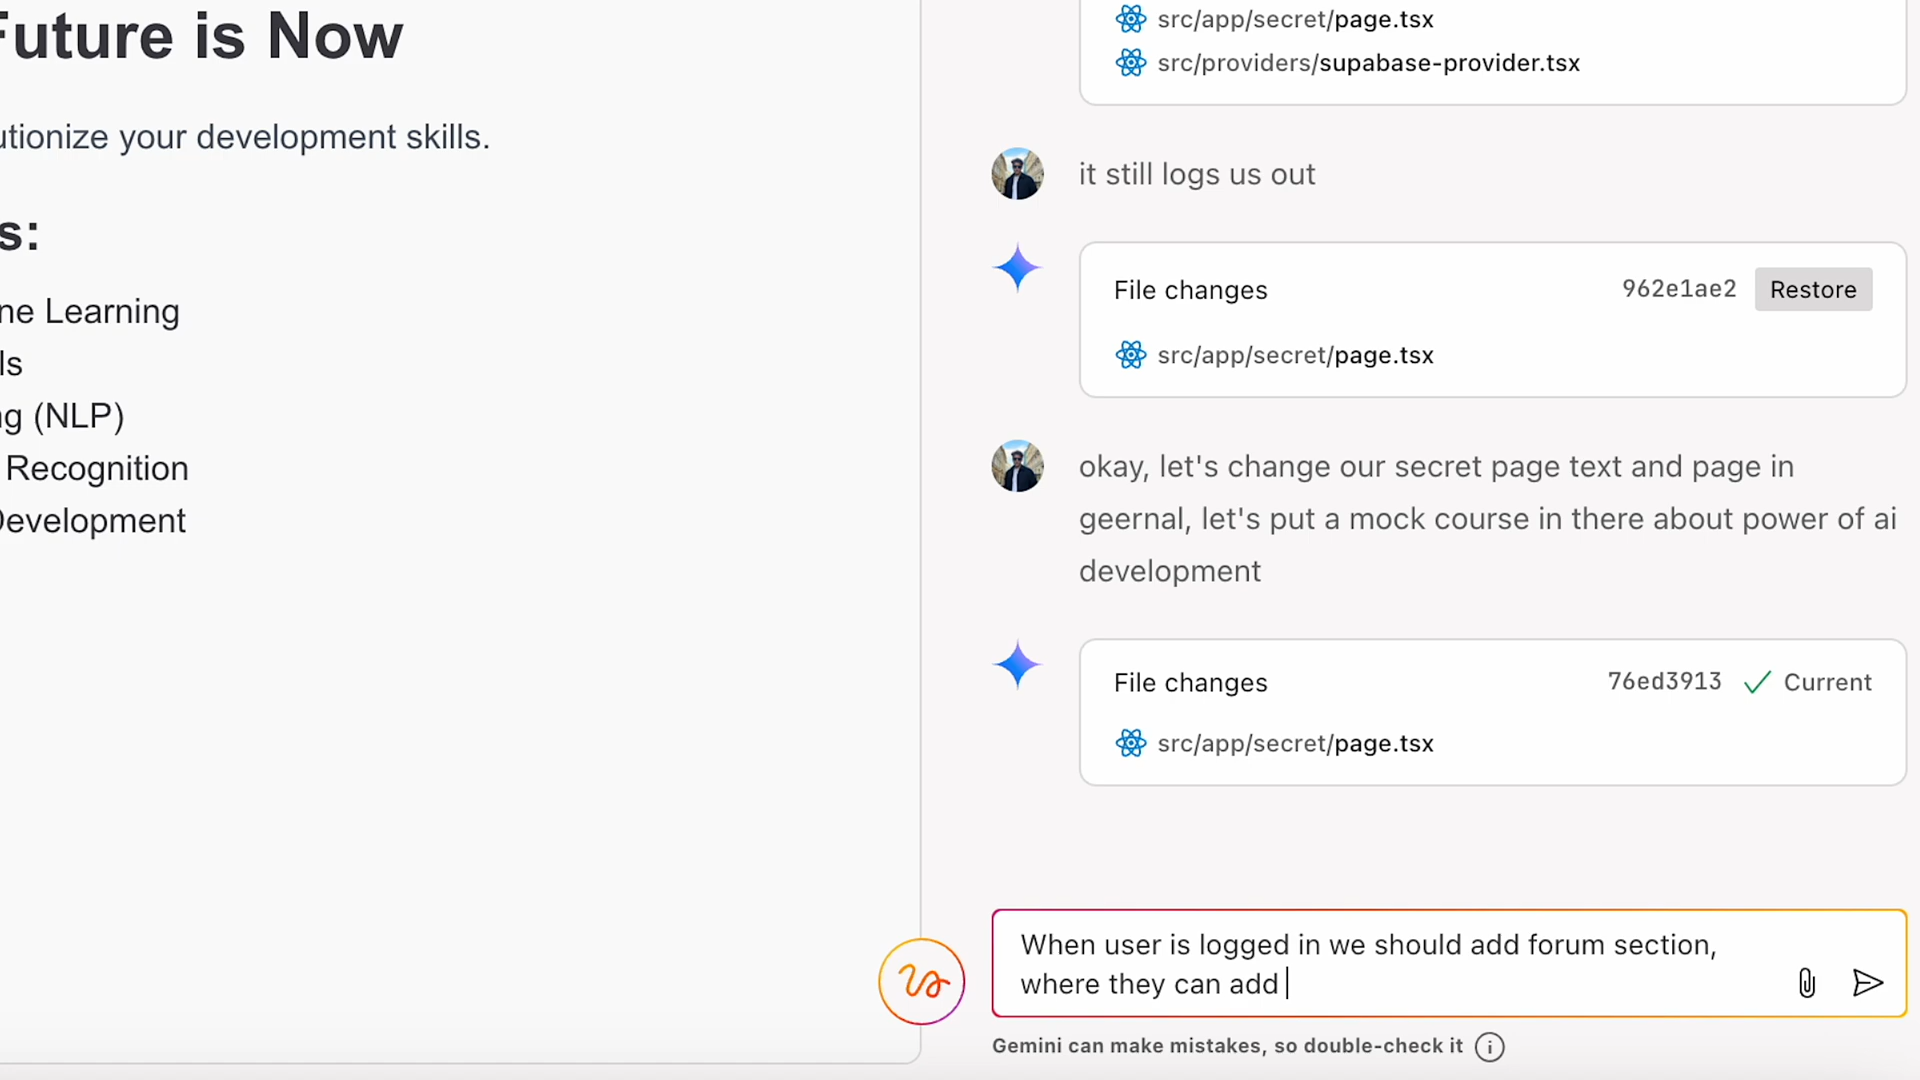 Future is Now
utionize your development skills.
s:
ne Learning
ls
ng (NLP)
Recognition
Development
src/app/secret/page.tsx
src/providers/supabase-provider.tsx
it still logs us out
File changes 962e1ae2 Restore
src/app/secret/page.tsx
okay, let's change our secret page text and page in
geernal, let's put a mock course in there about power of ai
development
File changes 76ed3913 Current
src/app/secret/page.tsx
When user is logged in we should add forum section,
where they can add
Gemini can make mistakes, so double-check it